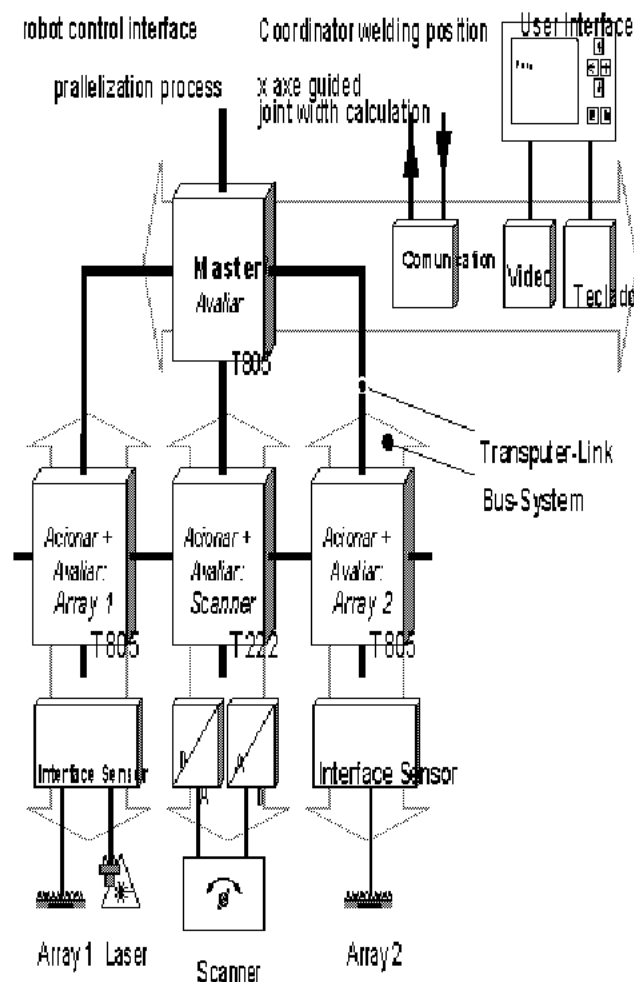 robot control interface
Coordinator welding position
User Interface
prallelization process
x axe guided
joint width calculation
Master
Avaliar
T805
Comunication
Video
Teclado
Transputer-Link
Bus-System
Acionar +
Avaliar:
Array 1
T805
Acionar +
Avaliar:
Scanner
T222
Acionar +
Avaliar:
Array 2
T805
Interface Sensor
D
A
A
Interface Sensor
Array 1 Laser
Scanner
Array 2